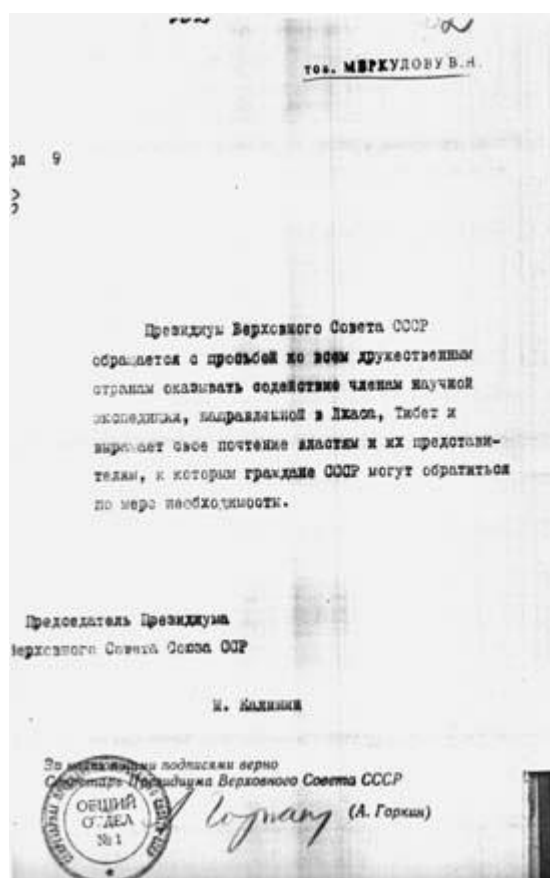 тов. МЕРКУЛОВУ В.Н.
9
Президиум Верховного Совета СССР
обращается с просьбой ко всем дружественным
странам оказывать содействие членам научной
экспедиции, направленной в Лхаса, Тибет и
выражает свое почтение властям и их представи-
телям, к которым граждане СССР могут обратиться
по мере необходимости.
Председатель Президиума
Верховного Совета Союза ССР
М. Калинин
За надлежащими подписями верно
Секретарь Президиума Верховного Совета СССР
(А. Горкин)
ОБЩИЙ
ОТДЕЛ
№ 1